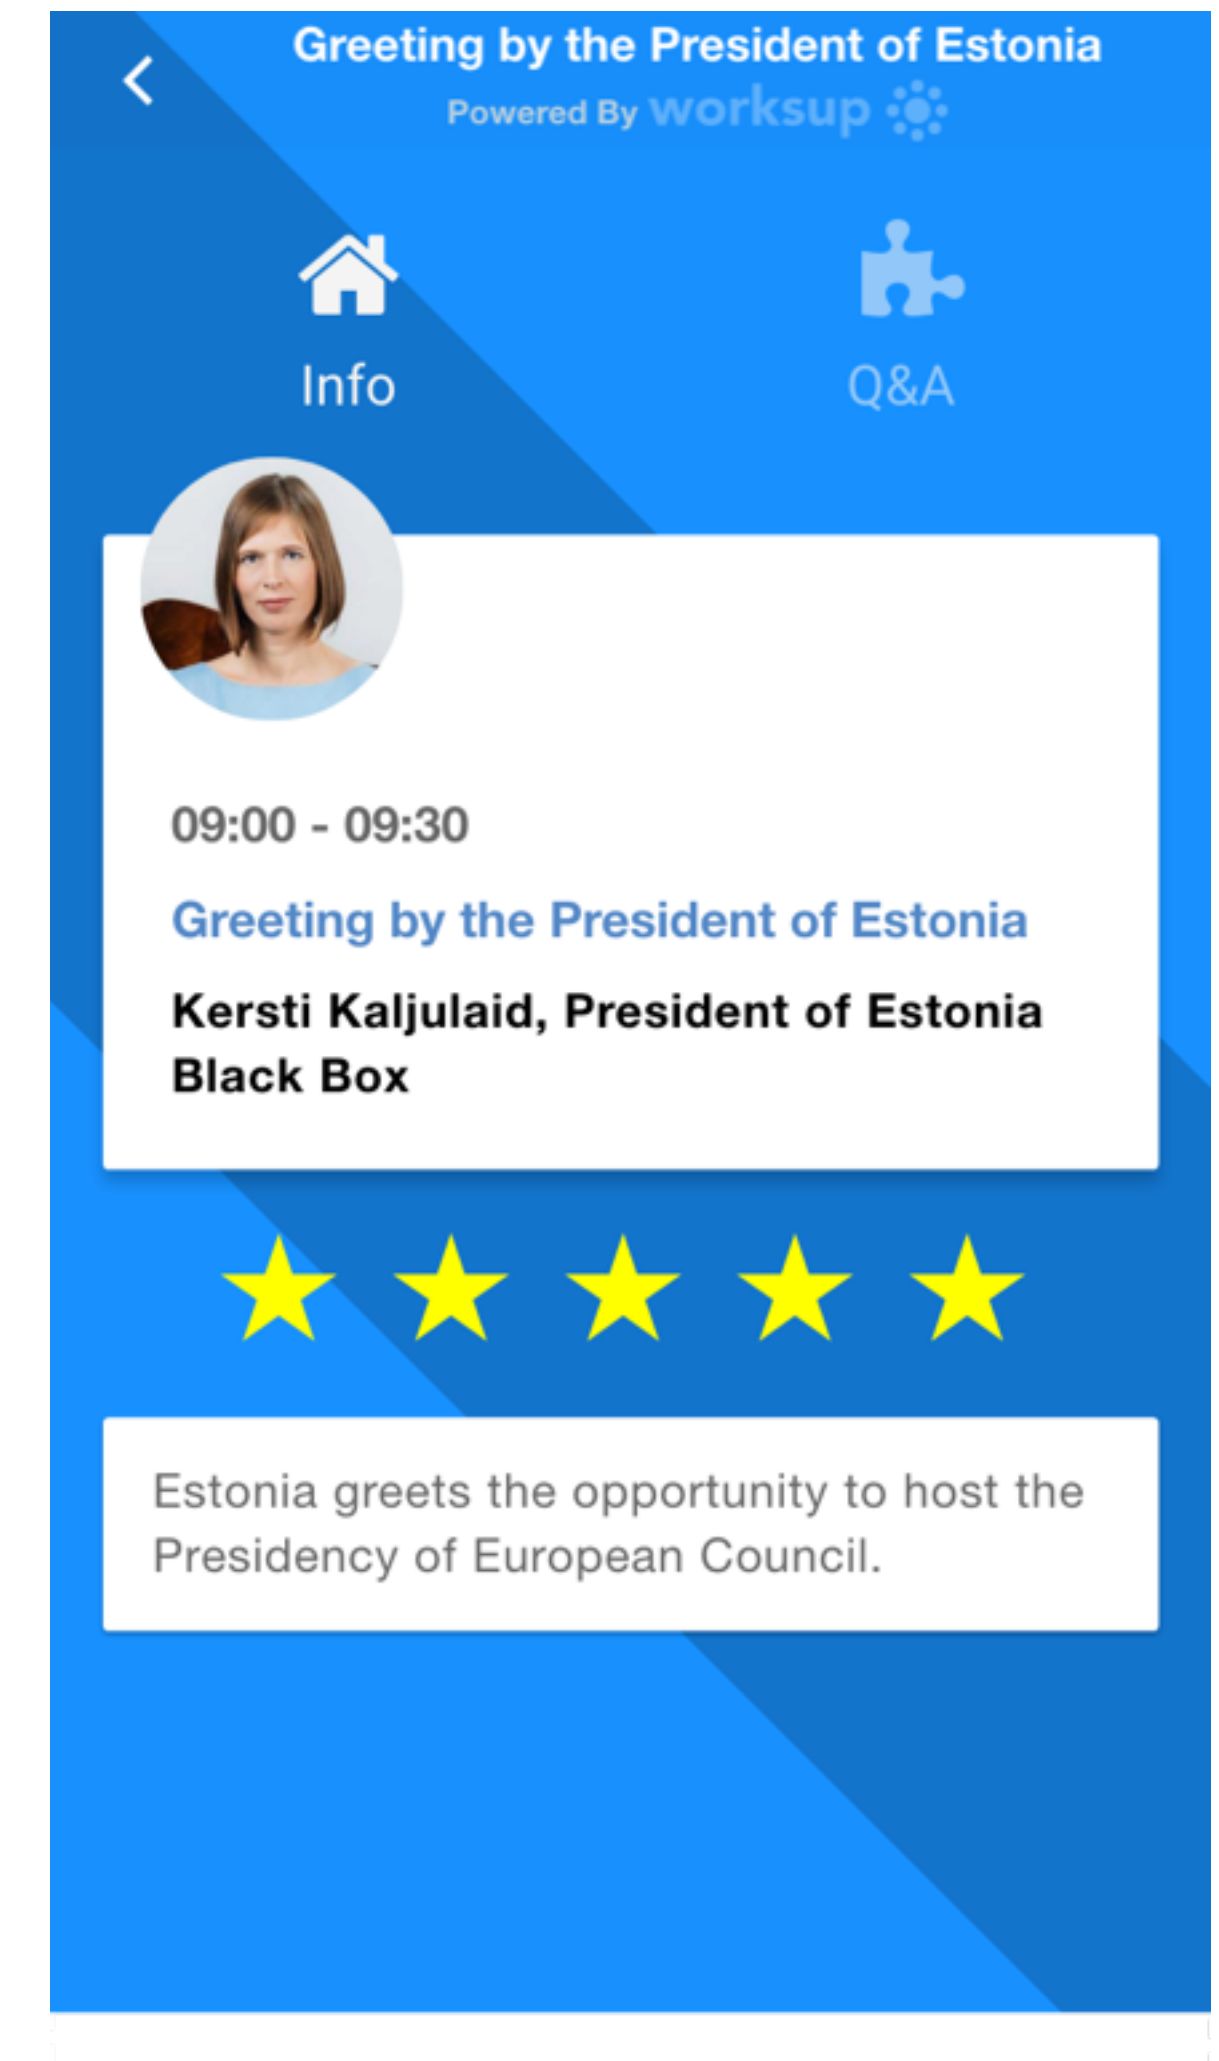 Greeting by the President of Estonia
Powered By worksup
Info
Q&A
09:00 - 09:30
Greeting by the President of Estonia
Kersti Kaljulaid, President of Estonia
Black Box
Estonia greets the opportunity to host the
Presidency of European Council.